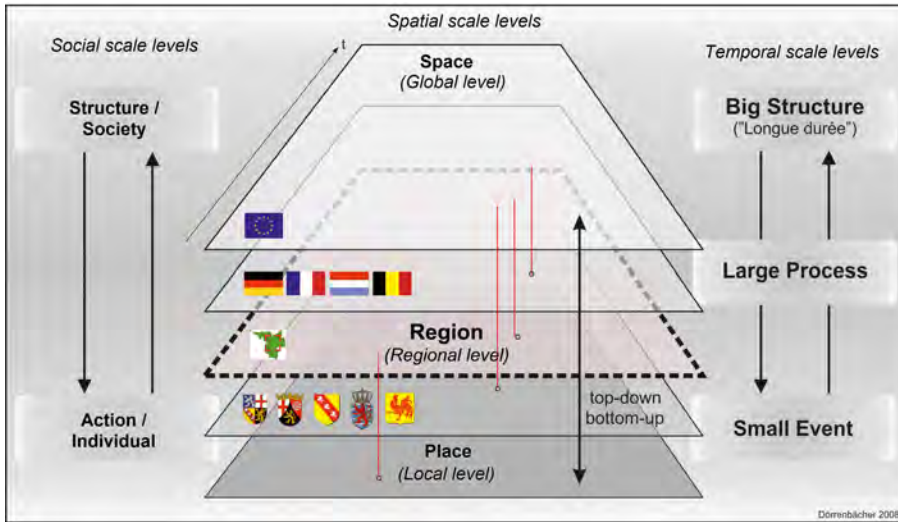 Spatial scale levels
Social scale levels
Temporal scale levels
t
Space
(Global level)
Structure /
Society
Big Structure
("Longue durée")
Large Process
Region
(Regional level)
top-down
bottom-up
Action /
Individual
Small Event
Place
(Local level)
Dörrenbächer 2008